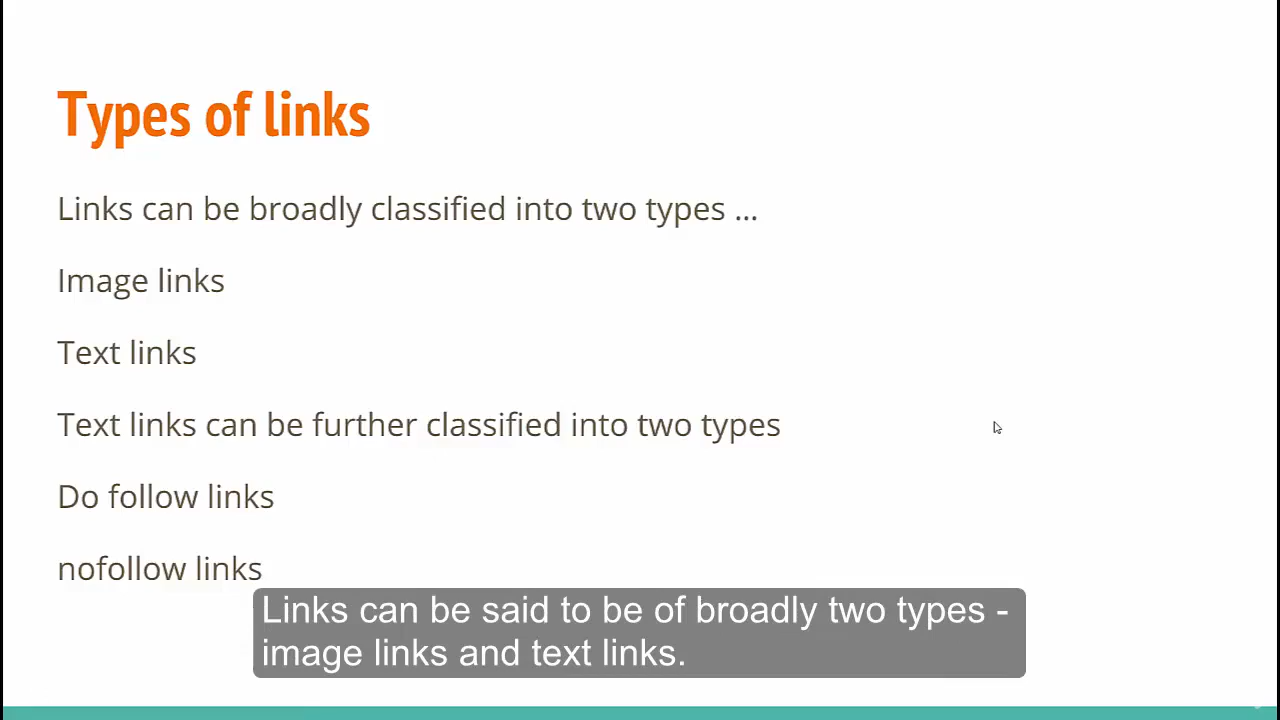 Types of links
Links can be broadly classified into two types ...
Image links
Text links
Text links can be further classified into two types
Do follow links
nofollow links
Links can be said to be of broadly two types -
image links and text links.